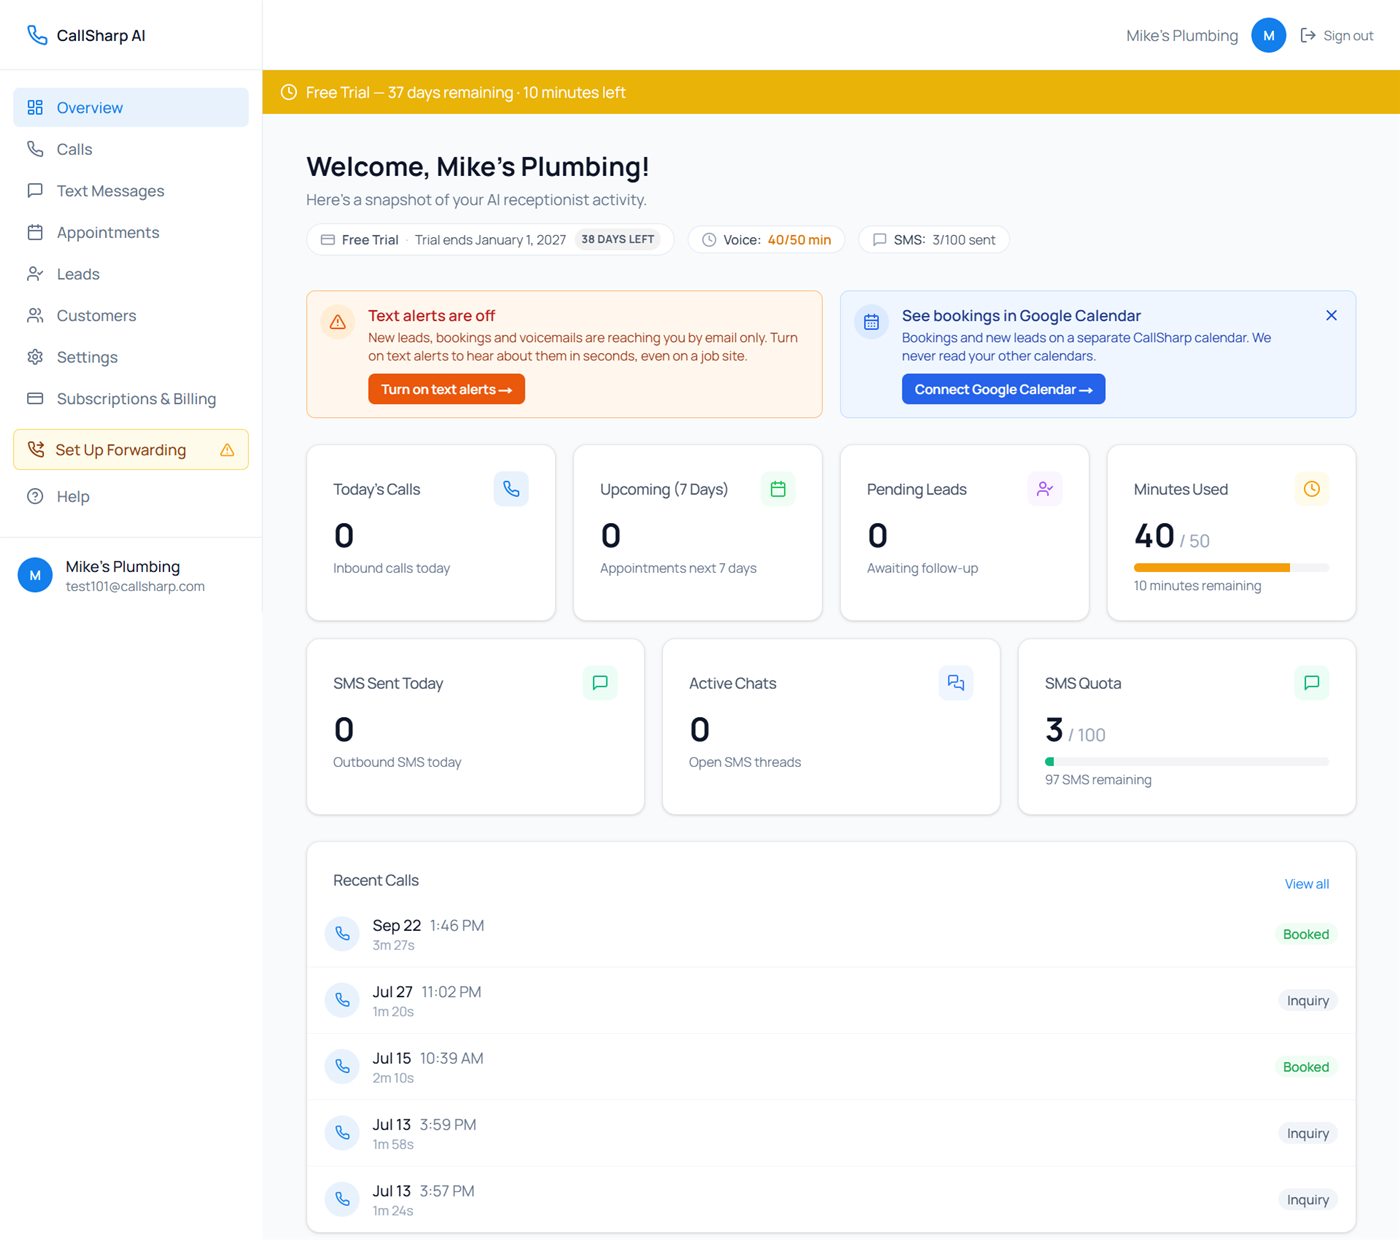 CallSharp AI
Mike's Plumbing
M
Sign out
Overview
Calls
Text Messages
Appointments
Leads
Customers
Settings
Subscriptions & Billing
Set Up Forwarding
Help
M
Mike's Plumbing
test101@callsharp.com
Free Trial — 37 days remaining · 10 minutes left
Welcome, Mike's Plumbing!
Here's a snapshot of your AI receptionist activity.
Free Trial · Trial ends January 1, 2027 38 DAYS LEFT
Voice: 40/50 min
SMS: 3/100 sent
Text alerts are off
New leads, bookings and voicemails are reaching you by email only. Turn
on text alerts to hear about them in seconds, even on a job site.
Turn on text alerts →
See bookings in Google Calendar
Bookings and new leads on a separate CallSharp calendar. We
never read your other calendars.
Connect Google Calendar →
Today's Calls
0
Inbound calls today
Upcoming (7 Days)
0
Appointments next 7 days
Pending Leads
0
Awaiting follow-up
Minutes Used
40 / 50
10 minutes remaining
SMS Sent Today
0
Outbound SMS today
Active Chats
0
Open SMS threads
SMS Quota
3 / 100
97 SMS remaining
Recent Calls
View all
Sep 22 1:46 PM
3m 27s
Booked
Jul 27 11:02 PM
1m 20s
Inquiry
Jul 15 10:39 AM
2m 10s
Booked
Jul 13 3:59 PM
1m 58s
Inquiry
Jul 13 3:57 PM
1m 24s
Inquiry